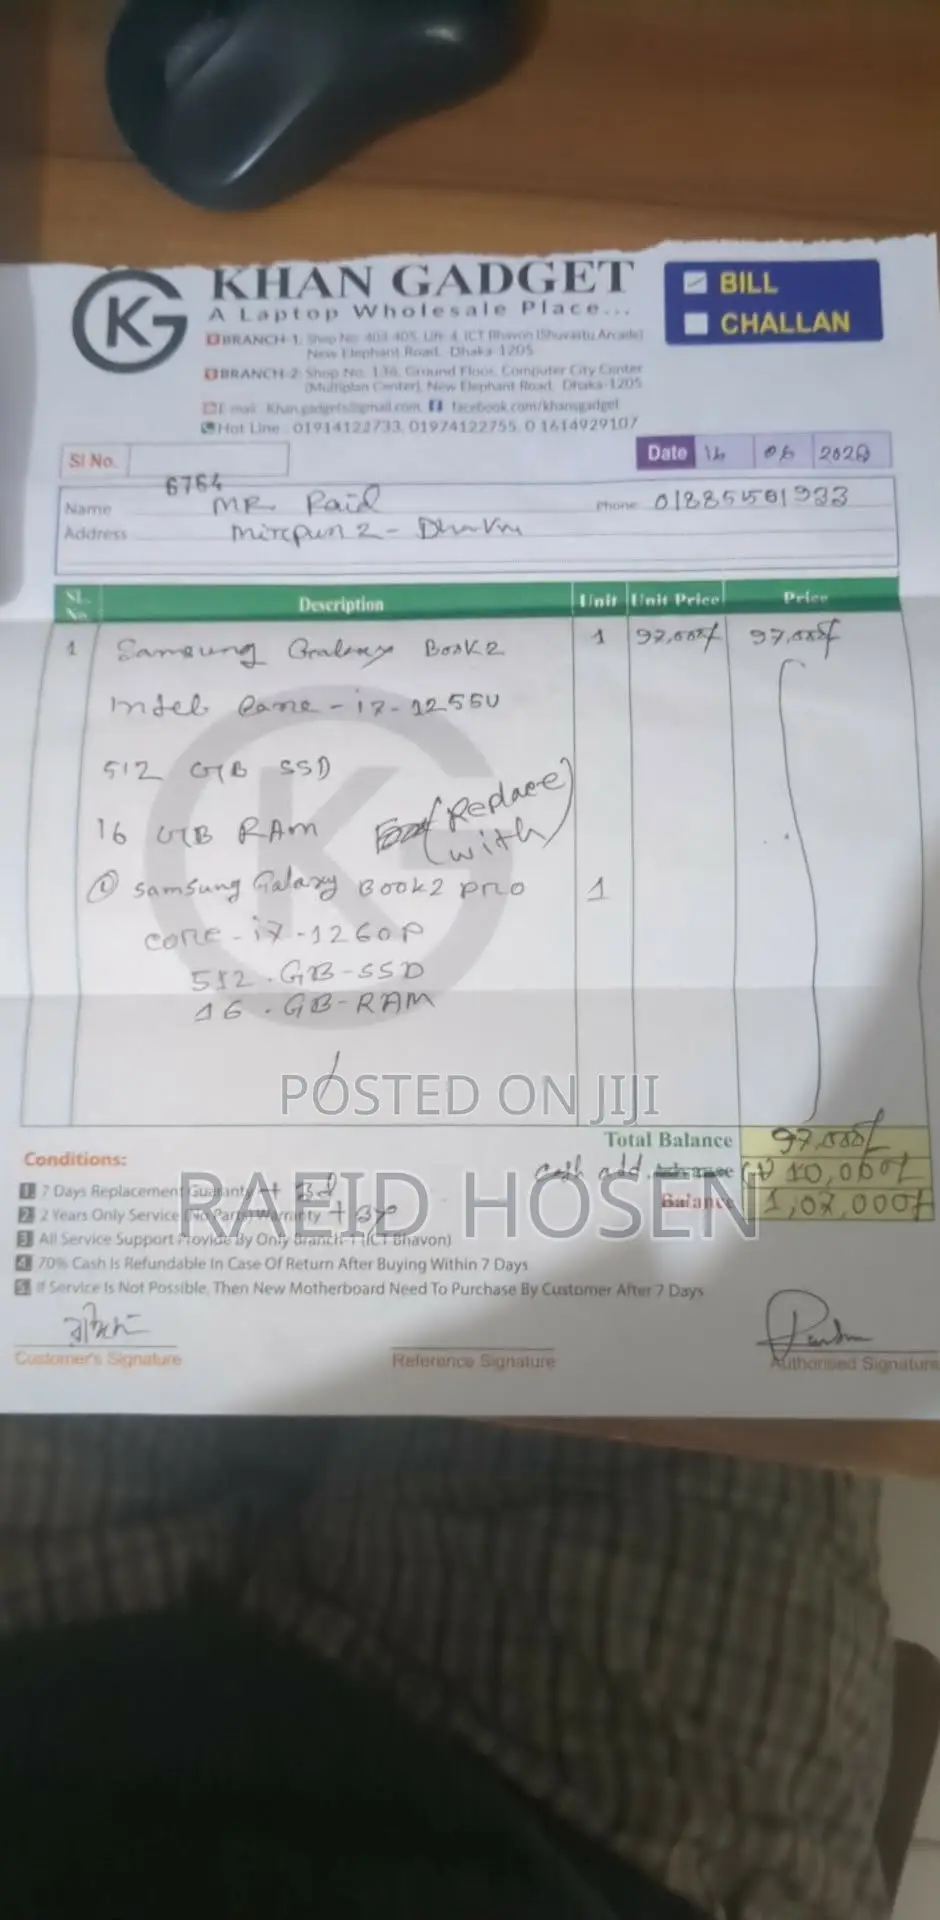 KHAN GADGET
A Laptop Wholesale Place...
BILL
CHALLAN
BRANCH-1: Shop No: 403-405, Lift-4, ICT Bhavon (Shuvastu Arcade)
New Elephant Road, Dhaka-1205
BRANCH-2: Shop No: 136, Ground Floor, Computer City Center
(Multiplan Center), New Elephant Road, Dhaka-1205
E-mail: Khan.gadgets@gmail.com, facebook.com/khansgadget
Hot Line: 01914122733, 01974122755, 01614929107
KG
Sl No. 6764
Date 06
Name MR Raid Phone 01885501933
Address Mirpur 2 - Dhaka
SL. No. Description Unit Unit Price Price
1 Samsung Galaxy Book2 1 97,000/ 97,000/
Intel Core - i7 - 1255U
512 GB SSD
16 GB RAM (Replace with)
Samsung Galaxy Book2 pro 1
core - i7 - 1260P
512 . GB-SSD
16 . GB-RAM
POSTED ON JIJI
RAEID HOSEN
Total Balance 97,000/
cash add 10,000/
Balance 1,07,000/
Conditions:
1 7 Days Replacement Guaranty
2 2 Years Only Service (No Parts) Warranty
3 All Service Support Provide By Only Branch-1 (ICT Bhavon)
4 70% Cash Is Refundable In Case Of Return After Buying Within 7 Days
5 If Service Is Not Possible, Then New Motherboard Need To Purchase By Customer After 7 Days
Customer's Signature
Reference Signature
Authorised Signature